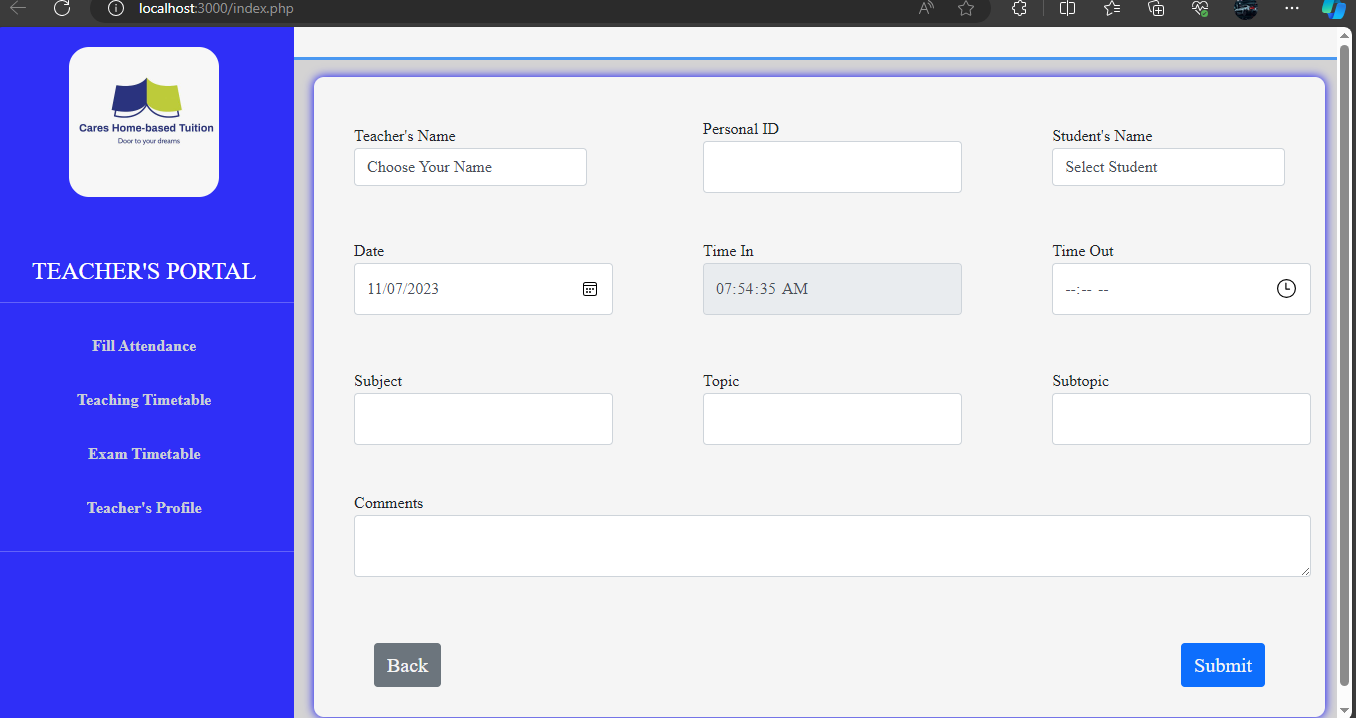 localhost:3000/index.php
Cares Home-based Tuition
Door to your dreams
TEACHER'S PORTAL
Fill Attendance
Teaching Timetable
Exam Timetable
Teacher's Profile
Teacher's Name
Personal ID
Student's Name
Choose Your Name
Select Student
Date
Time In
Time Out
11/07/2023
07:54:35 AM
--:-- --
Subject
Topic
Subtopic
Comments
Back
Submit